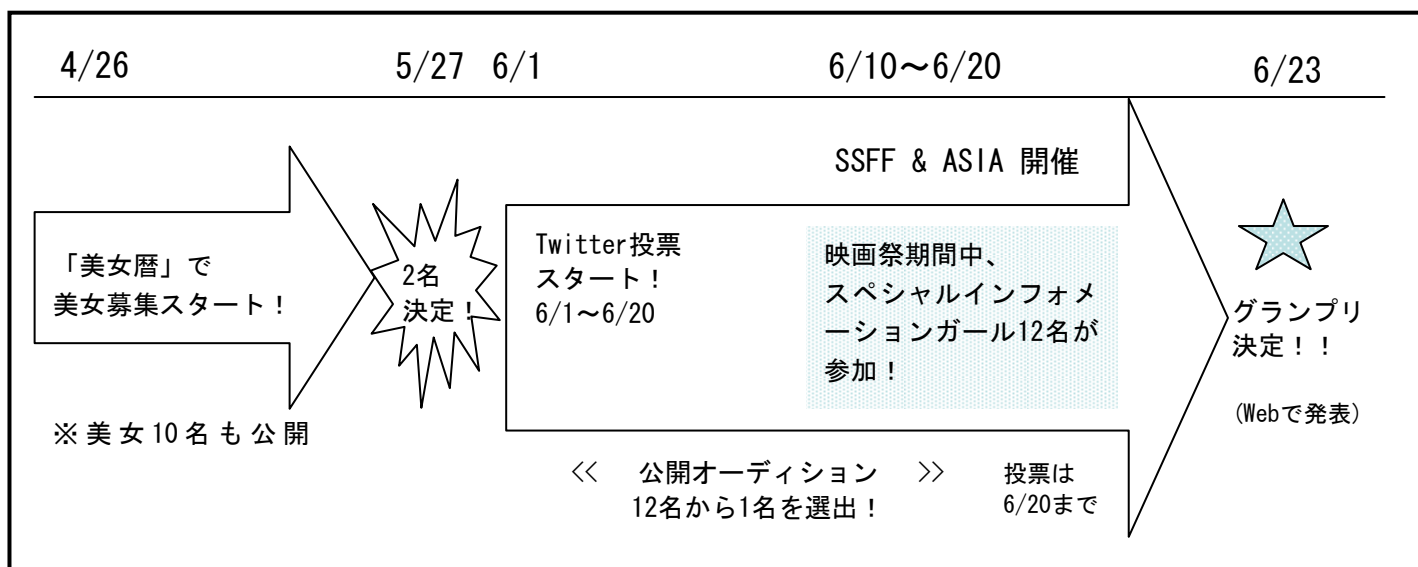 4/26
5/27
6/1
6/10～6/20
6/23
「美女暦」で
美女募集スタート！
※美女10名も公開
2名
決定！
Twitter投票
スタート！
6/1～6/20
SSFF & ASIA 開催
映画祭期間中、
スペシャルインフォメ
ーションガール12名が
参加！
<< 公開オーディション >>
12名から1名を選出！
投票は
6/20まで
グランプリ
決定！！
(Webで発表)